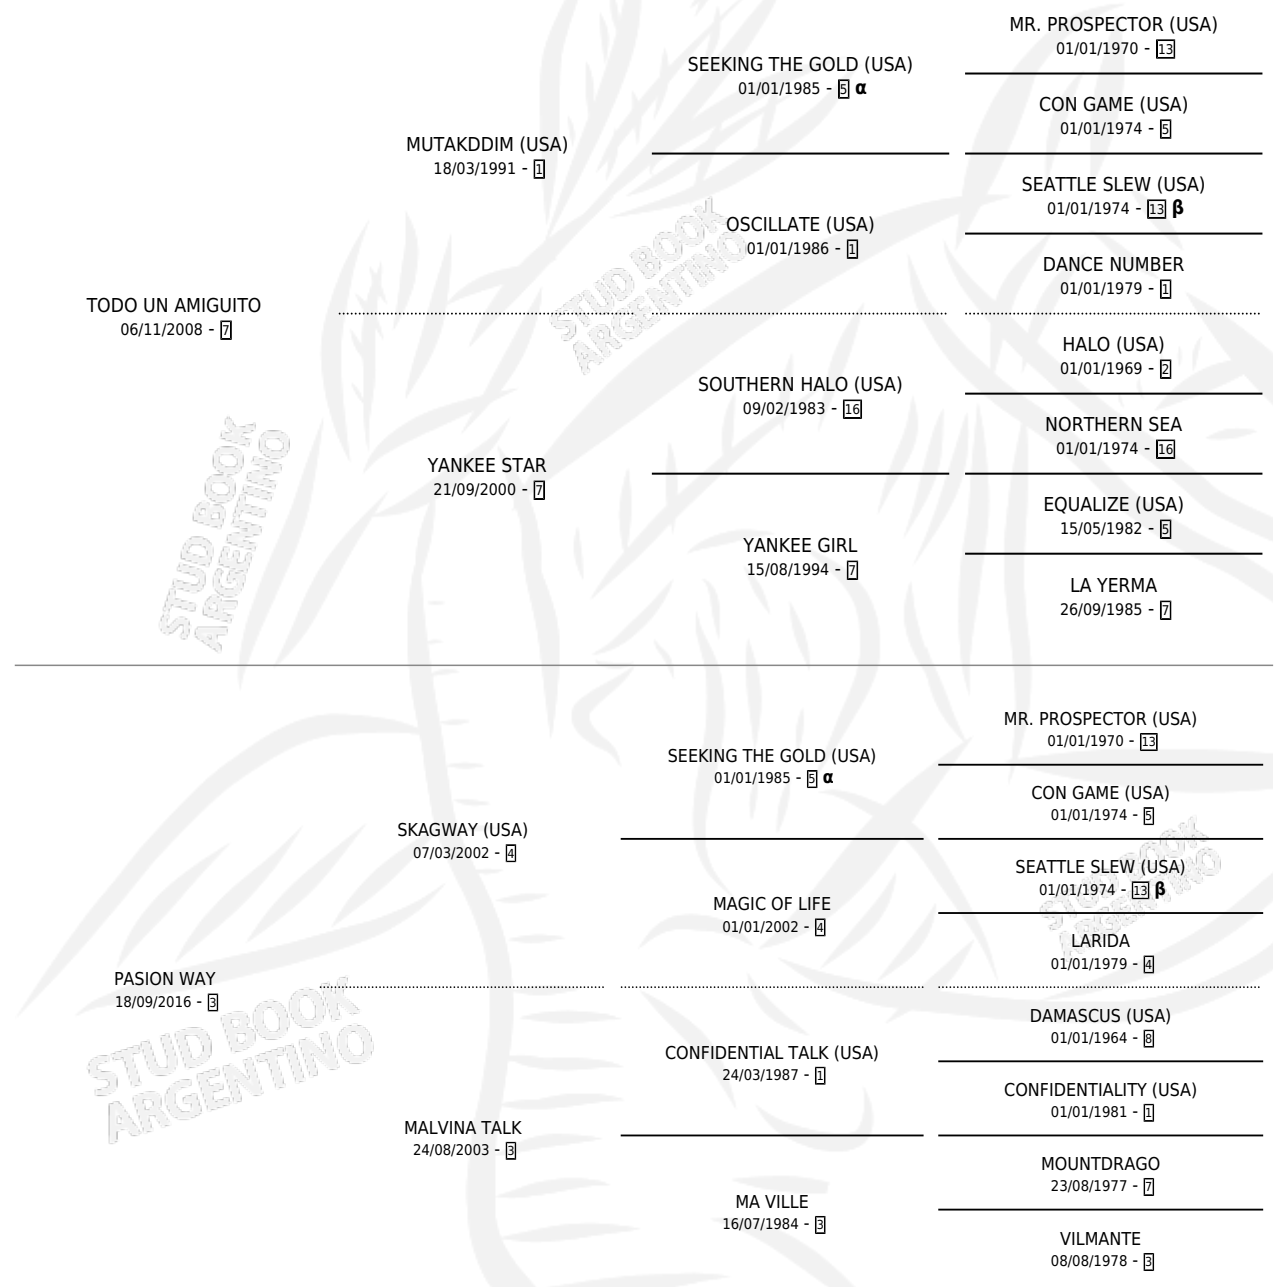 MR. PROSPECTOR (USA)
01/01/1970 - 13
SEEKING THE GOLD (USA)
01/01/1985 - 5 α
CON GAME (USA)
01/01/1974 - 5
MUTAKDDIM (USA)
18/03/1991 - 1
SEATTLE SLEW (USA)
01/01/1974 - 13 β
OSCILLATE (USA)
01/01/1986 - 1
DANCE NUMBER
01/01/1979 - 1
TODO UN AMIGUITO
06/11/2008 - 7
HALO (USA)
01/01/1969 - 2
SOUTHERN HALO (USA)
09/02/1983 - 16
NORTHERN SEA
01/01/1974 - 16
YANKEE STAR
21/09/2000 - 7
EQUALIZE (USA)
15/05/1982 - 5
YANKEE GIRL
15/08/1994 - 7
LA YERMA
26/09/1985 - 7
STUD BOOK
ARGENTINO
STUD BOOK
ARGENTINO
MR. PROSPECTOR (USA)
01/01/1970 - 13
SEEKING THE GOLD (USA)
01/01/1985 - 5 α
CON GAME (USA)
01/01/1974 - 5
SKAGWAY (USA)
07/03/2002 - 4
SEATTLE SLEW (USA)
01/01/1974 - 13 β
MAGIC OF LIFE
01/01/2002 - 4
LARIDA
01/01/1979 - 4
PASION WAY
18/09/2016 - 3
DAMASCUS (USA)
01/01/1964 - 8
CONFIDENTIAL TALK (USA)
24/03/1987 - 1
CONFIDENTIALITY (USA)
01/01/1981 - 1
MALVINA TALK
24/08/2003 - 3
MOUNTDRAGO
23/08/1977 - 7
MA VILLE
16/07/1984 - 3
VILMANTE
08/08/1978 - 3
STUD BOOK
ARGENTINO
STUD BOOK
ARGENTINO